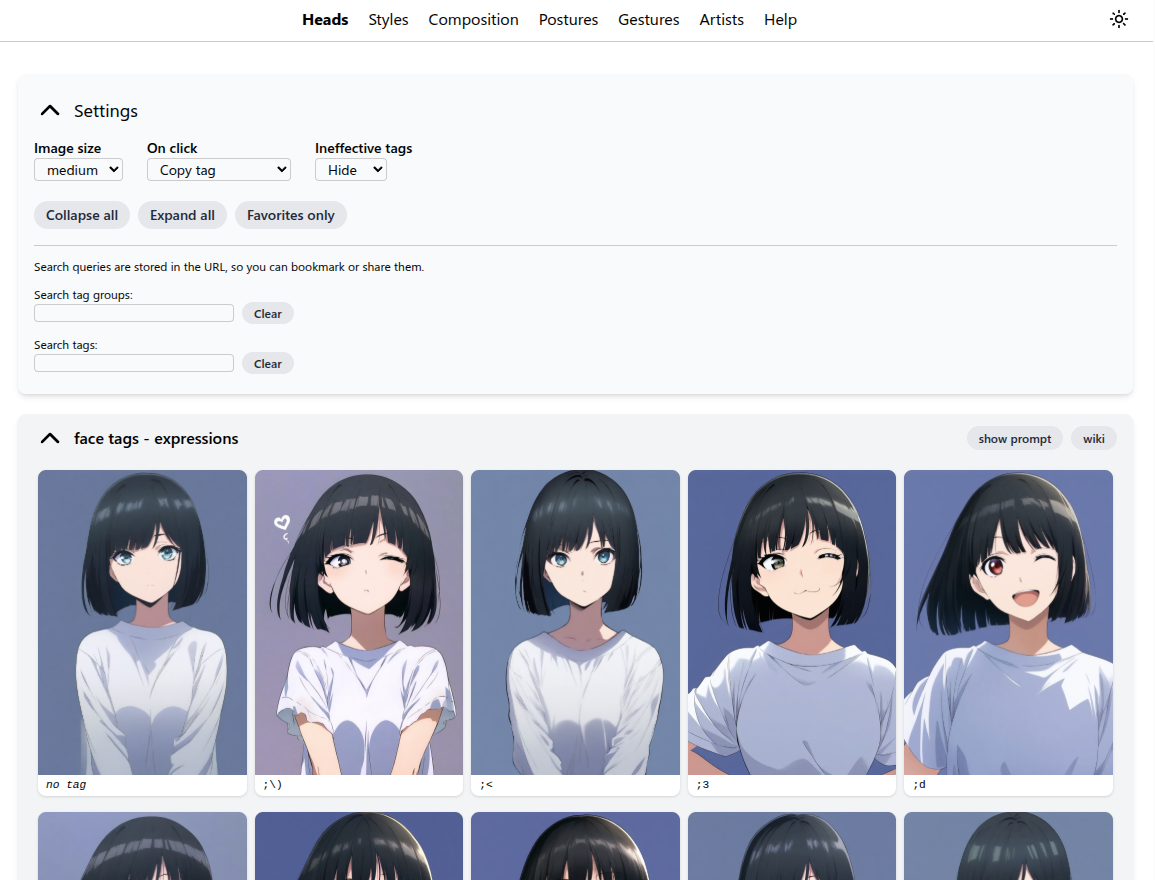 Heads Styles Composition Postures Gestures Artists Help
Settings
Image size On click Ineffective tags
medium Copy tag Hide
Collapse all Expand all Favorites only
Search queries are stored in the URL, so you can bookmark or share them.
Search tag groups:
Clear
Search tags:
Clear
face tags - expressions show prompt wiki
no tag ;\) ;< ;3 ;d